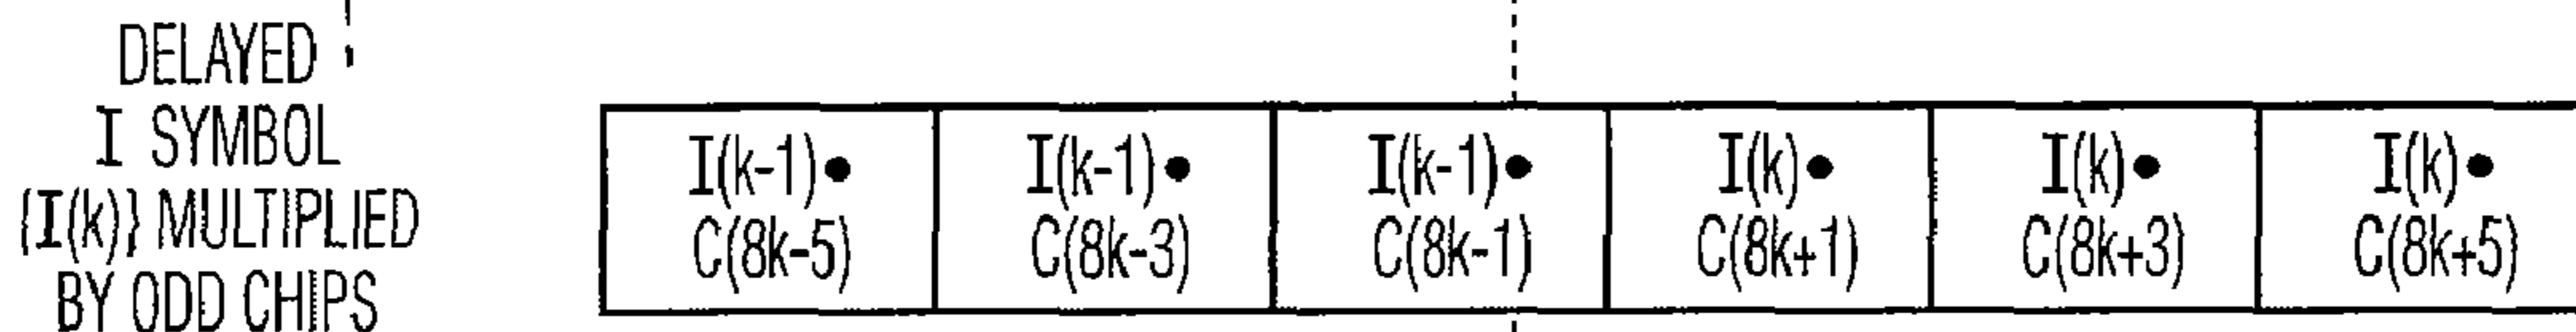 DELAYED
I SYMBOL
{I(k)} MULTIPLIED
BY ODD CHIPS
I(k-1)• I(k-1)• I(k-1)• I(k)• I(k)• I(k)•
C(8k-5) C(8k-3) C(8k-1) C(8k+1) C(8k+3) C(8k+5)